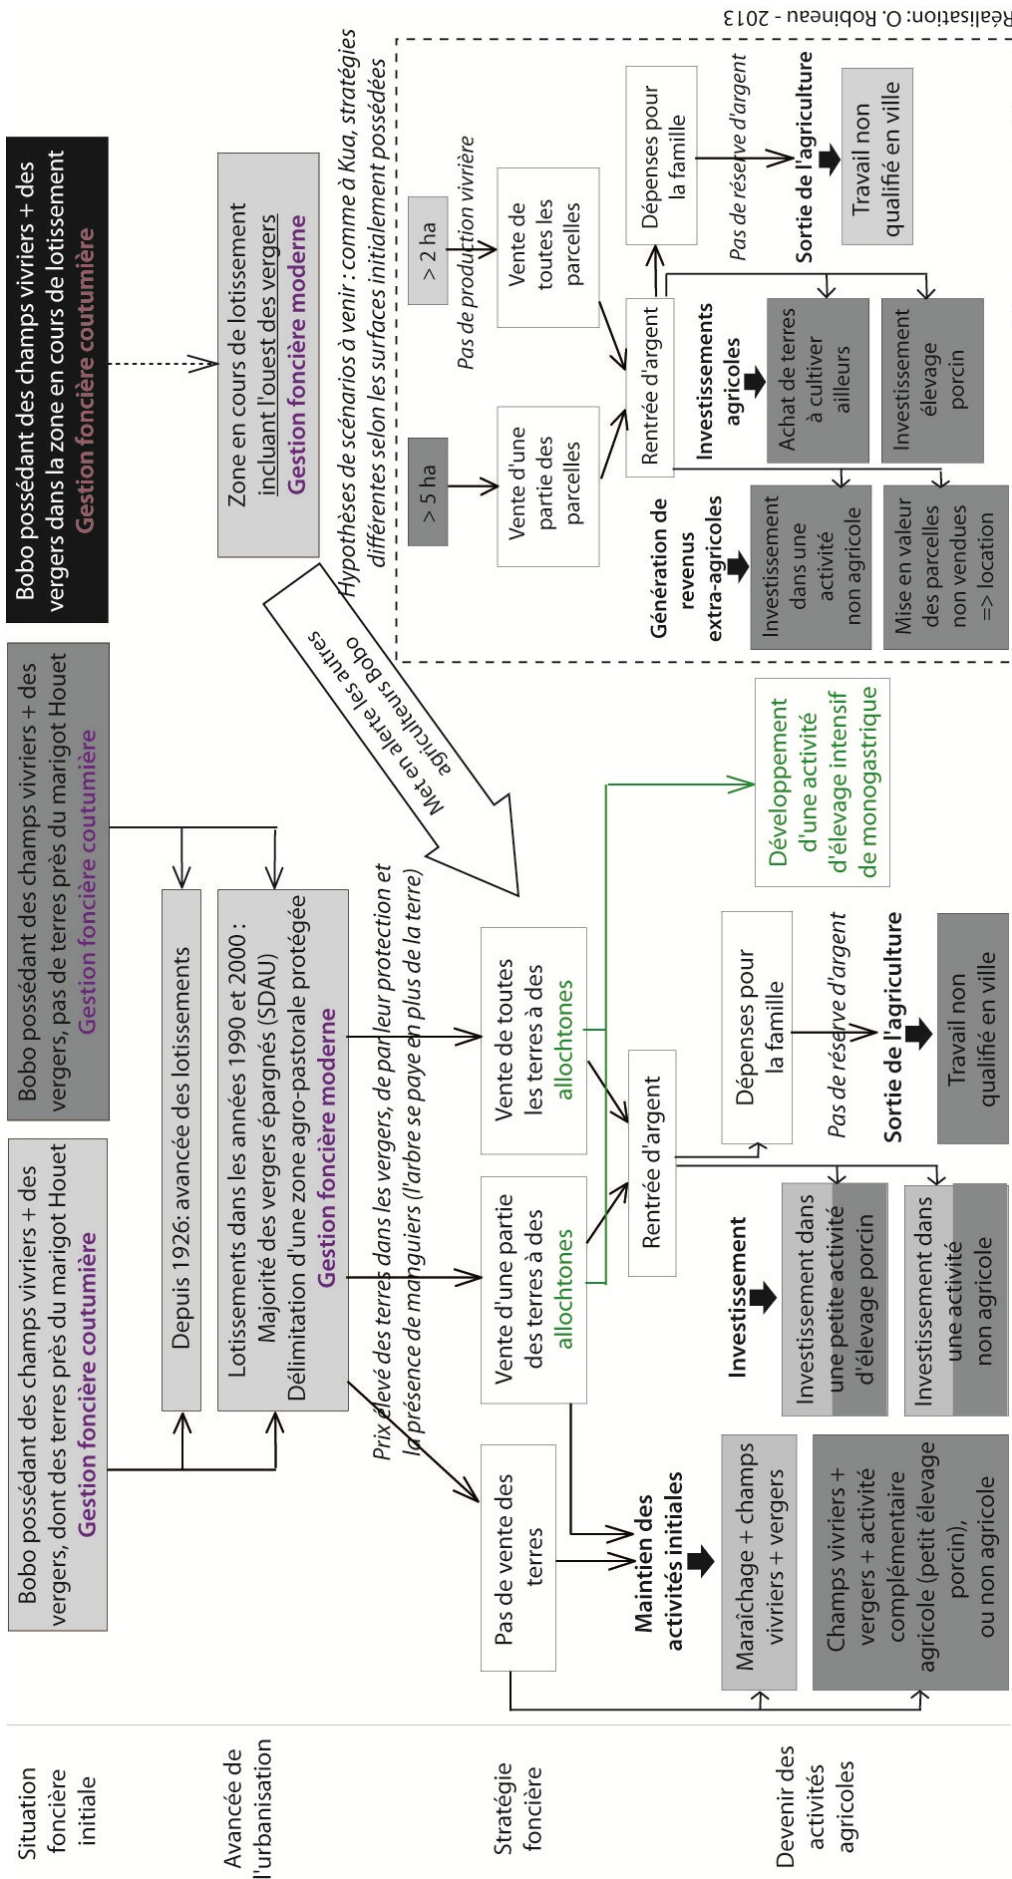 Situation
foncière
initiale
Bobo possédant des champs vivriers + des
vergers, dont des terres près du marigot Houet
Gestion foncière coutumière
Bobo possédant des champs vivriers + des
vergers, pas de terres près du marigot Houet
Gestion foncière coutumière
Bobo possédant des champs vivriers + des
vergers dans la zone en cours de lotissement
Gestion foncière coutumière
Avancée de
l'urbanisation
Depuis 1926: avancée des lotissements
Lotissements dans les années 1990 et 2000 :
Majorité des vergers épargnés (SDAU)
Délimitation d'une zone agro-pastorale protégée
Gestion foncière moderne
Zone en cours de lotissement
incluant l'ouest des vergers
Gestion foncière moderne
Met en alerte les autres
agriculteurs Bobo
Prix élevé des terres dans les vergers, de par leur protection et
la présence de manguiers (l'arbre se paye en plus de la terre)
Hypothèses de scénarios à venir : comme à Kua, stratégies
différentes selon les surfaces initialement possédées
Stratégie
foncière
Pas de vente des
terres
Vente d'une partie
des terres à des
allochtones
Vente de toutes
les terres à des
allochtones
> 5 ha
> 2 ha
Pas de production vivrière
Vente d'une
partie des
parcelles
Vente de
toutes les
parcelles
Rentrée d'argent
Rentrée d'argent
Dépenses pour
la famille
Pas de réserve d'argent
Sortie de l'agriculture
Travail non
qualifié en ville
Devenir des
activités
agricoles
Maintien des
activités initiales
Maraîchage + champs
vivriers + vergers
Champs vivriers +
vergers + activité
complémentaire
agricole (petit élevage
porcin),
ou non agricole
Investissement
Investissement dans
une petite activité
d'élevage porcin
Investissement dans
une activité
non agricole
Dépenses pour
la famille
Pas de réserve d'argent
Sortie de l'agriculture
Travail non
qualifié en ville
Développement
d'une activité
d'élevage intensif
de monogastrique
Génération de
revenus
extra-agricoles
Investissement
dans une
activité
non agricole
Mise en valeur
des parcelles
non vendues
=> location
Investissements
agricoles
Achat de terres
à cultiver
ailleurs
Investissement
élevage
porcin
Réalisation: O. Robineau - 2013